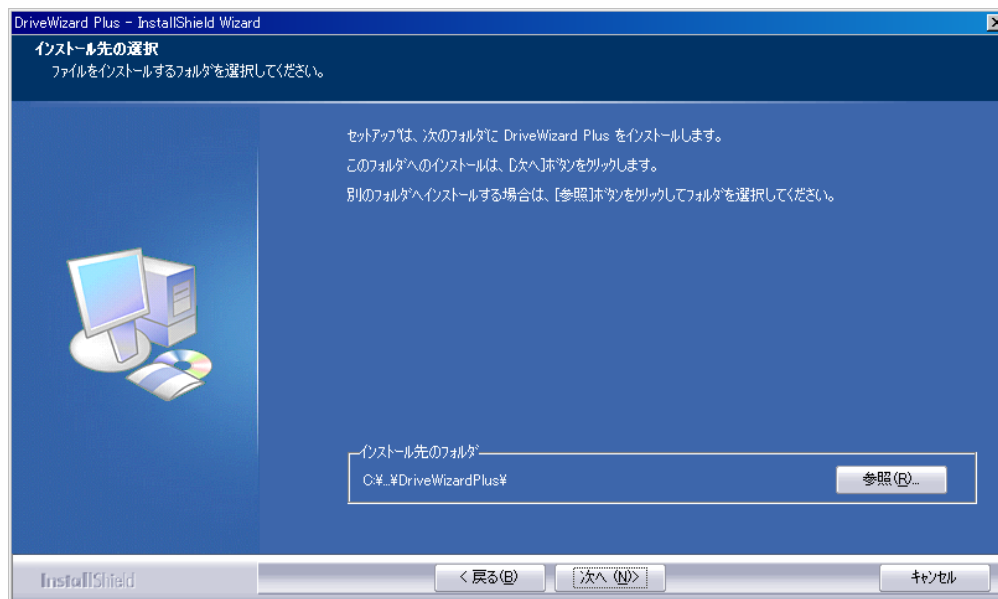 DriveWizard Plus - InstallShield Wizard
インストール先の選択
ファイルをインストールするフォルダを選択してください。
セットアップは、次のフォルダに DriveWizard Plus をインストールします。
このフォルダへのインストールは、[次へ]ボタンをクリックします。
別のフォルダへインストールする場合は、[参照]ボタンをクリックしてフォルダを選択してください。
インストール先のフォルダ
C:¥...¥DriveWizardPlus¥
参照(R)...
InstallShield
< 戻る(B)
次へ (N)>
キャンセル